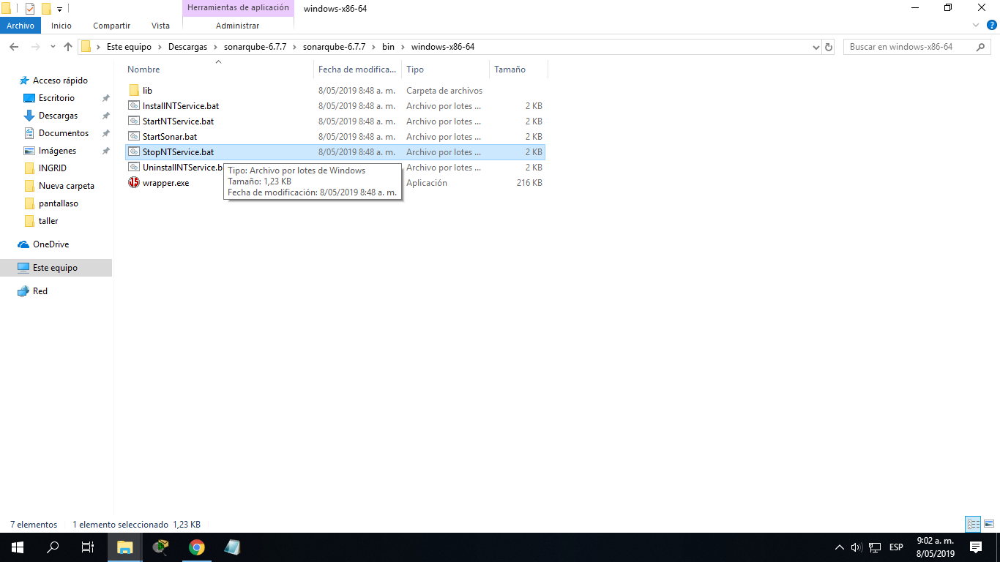 Herramientas de aplicación windows-x86-64
Archivo Inicio Compartir Vista Administrar
Este equipo Descargas sonarqube-6.7.7 sonarqube-6.7.7 bin windows-x86-64 Buscar en windows-x86-64
Nombre Fecha de modifica... Tipo Tamaño
Acceso rápido
Escritorio
Descargas
Documentos
Imágenes
INGRID
Nueva carpeta
pantallaso
taller
OneDrive
Este equipo
Red
lib 8/05/2019 8:48 a. m. Carpeta de archivos
InstallNTService.bat 8/05/2019 8:48 a. m. Archivo por lotes ... 2 KB
StartNTService.bat 8/05/2019 8:48 a. m. Archivo por lotes ... 2 KB
StartSonar.bat 8/05/2019 8:48 a. m. Archivo por lotes ... 2 KB
StopNTService.bat 8/05/2019 8:48 a. m. Archivo por lotes ... 2 KB
UninstallNTService.ba Archivo por lotes ... 2 KB
wrapper.exe Aplicación 216 KB
Tipo: Archivo por lotes de Windows
Tamaño: 1,23 KB
Fecha de modificación: 8/05/2019 8:48 a. m.
7 elementos 1 elemento seleccionado 1,23 KB
ESP
9:02 a. m.
8/05/2019